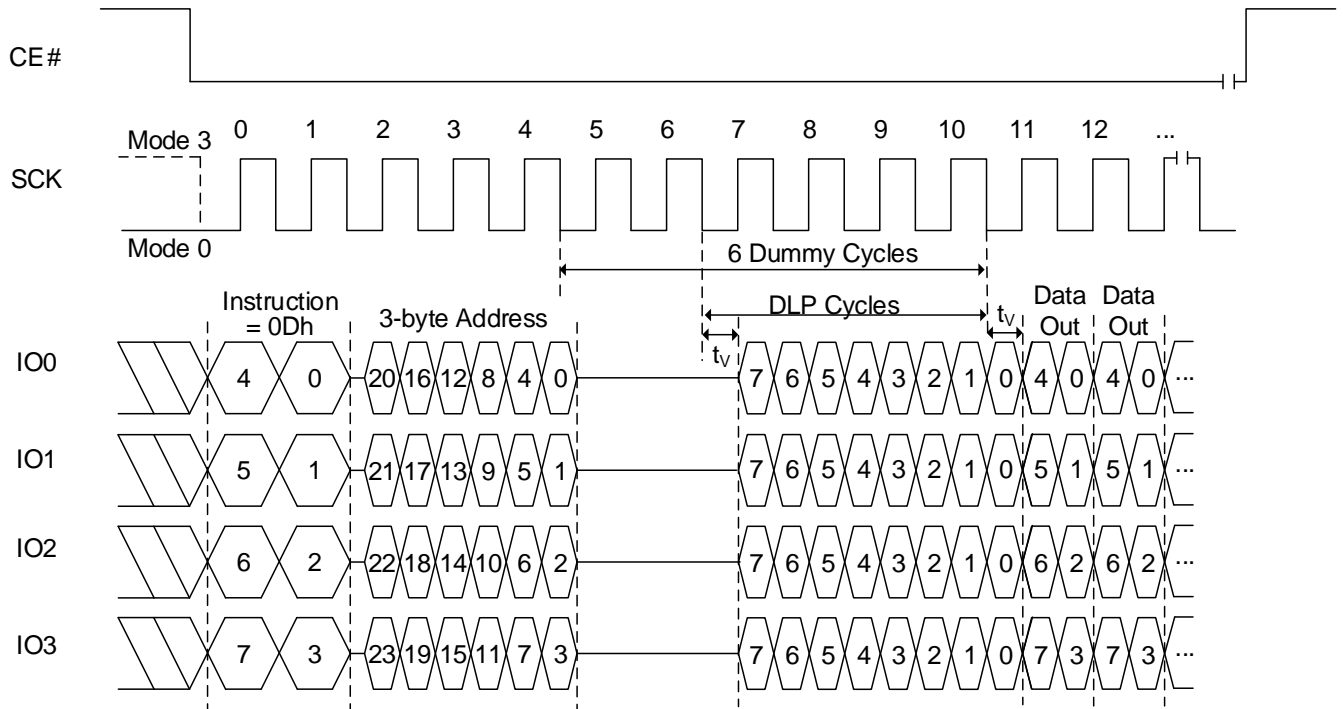 CE#
0 1 2 3 4 5 6 7 8 9 10 11 12 ...
Mode 3
SCK
Mode 0
6 Dummy Cycles
Instruction
= 0Dh
3-byte Address
DLP Cycles
tV
Data
Out
Data
Out
tV
IO0
4 0 20 16 12 8 4 0 7 6 5 4 3 2 1 0 4 0 4 0 ...
IO1
5 1 21 17 13 9 5 1 7 6 5 4 3 2 1 0 5 1 5 1 ...
IO2
6 2 22 18 14 10 6 2 7 6 5 4 3 2 1 0 6 2 6 2 ...
IO3
7 3 23 19 15 11 7 3 7 6 5 4 3 2 1 0 7 3 7 3 ...